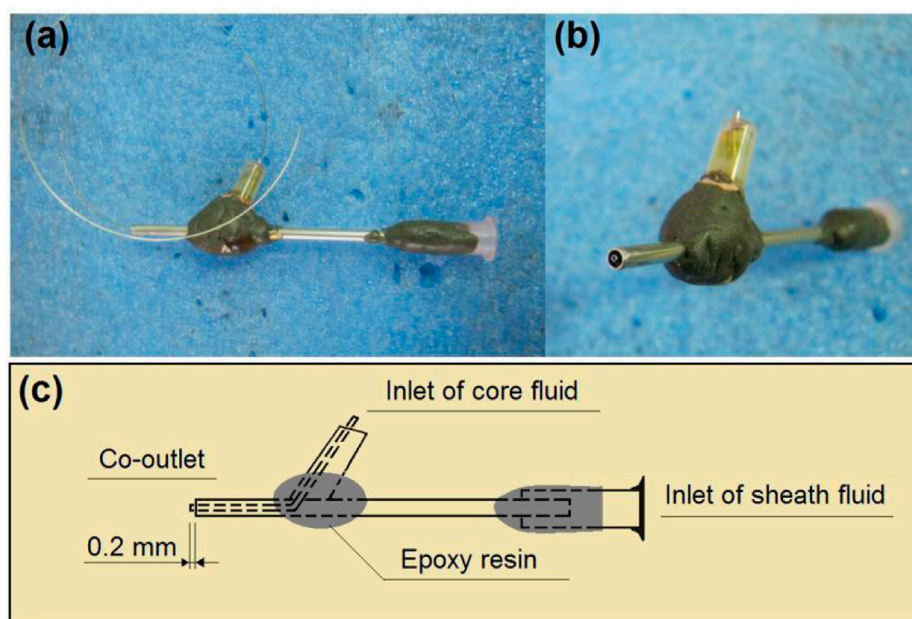 (a)
(b)
(c)
Inlet of core fluid
Co-outlet
Inlet of sheath fluid
0.2 mm
Epoxy resin